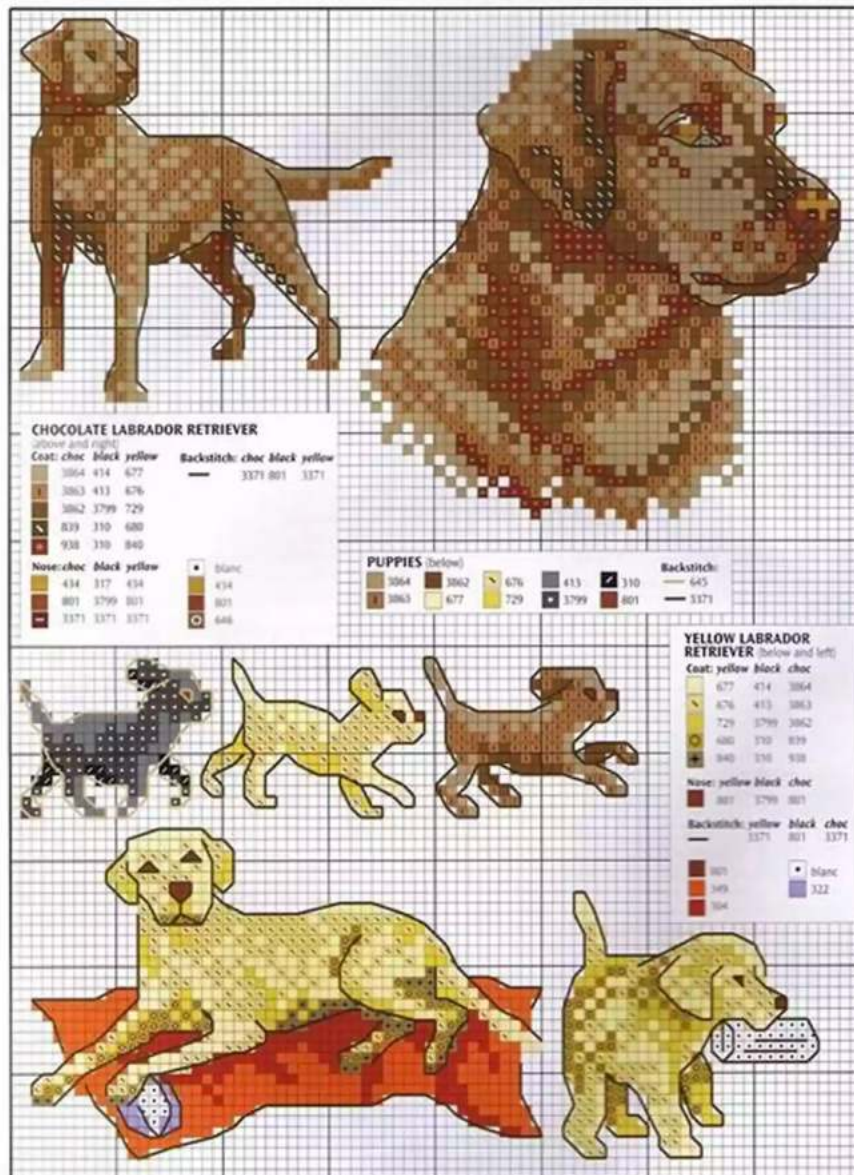 CHOCOLATE LABRADOR RETRIEVER
(above and right)
Coat: choc black yellow
3864 414 677
3863 413 676
3862 3799 729
839 310 680
938 310 840
Backstitch: choc black yellow
3371 801 3371
Nose: choc black yellow
434 317 434
801 3799 801
3371 3371 3371
blanc
434
801
646
PUPPIES (below)
3864 3862 676 413 310
3863 677 729 3799 801
Backstitch:
645
3371
YELLOW LABRADOR
RETRIEVER (below and left)
Coat: yellow black choc
677 414 3864
676 413 3863
729 3799 3862
680 310 839
840 310 938
Nose: yellow black choc
801 3799 801
Backstitch: yellow black choc
3371 801 3371
801
349
304
blanc
322